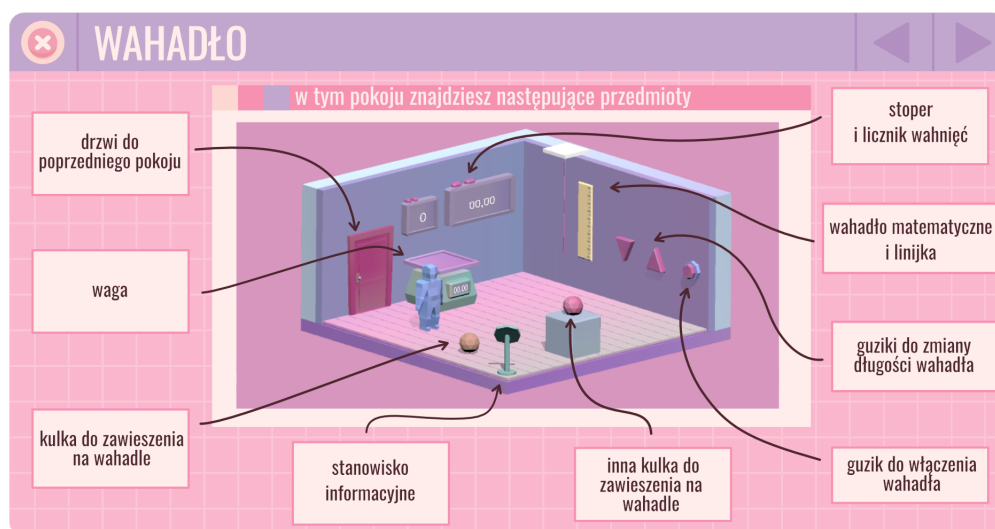 WAHADŁO
w tym pokoju znajdziesz następujące przedmioty
drzwi do
poprzedniego pokoju
waga
kulka do zawieszenia
na wahadle
stanowisko
informacyjne
inna kulka do
zawieszenia na
wahadle
stoper
i licznik wahnięć
wahadło matematyczne
i linijka
guziki do zmiany
długości wahadła
guzik do włączenia
wahadła
0
00,00
00,00